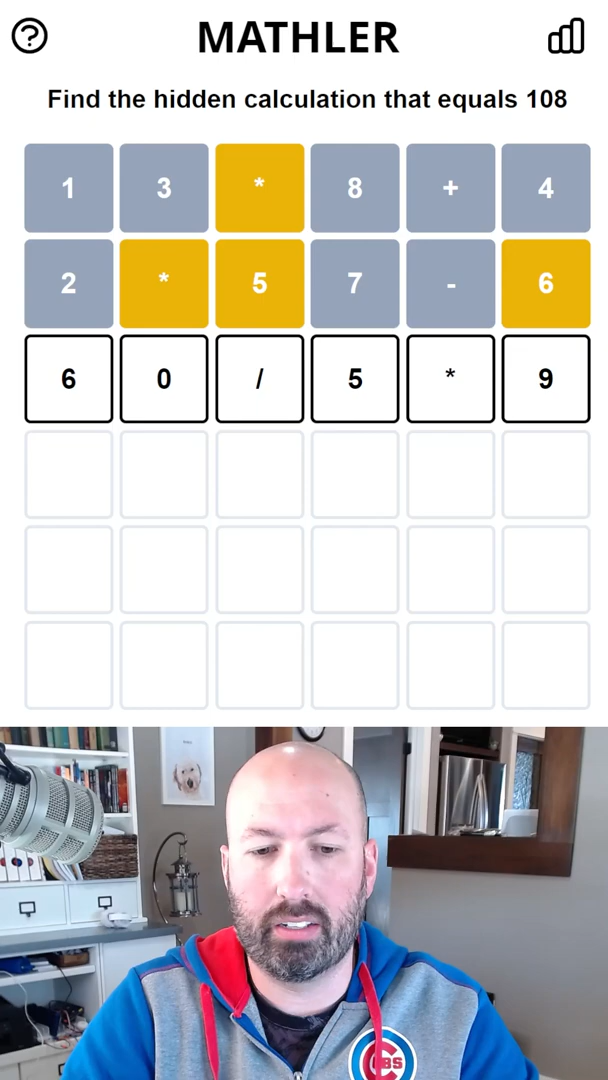 ?
MATHLER
Find the hidden calculation that equals 108
1 3 * 8 + 4
2 * 5 7 - 6
6 0 / 5 * 9
CUBS